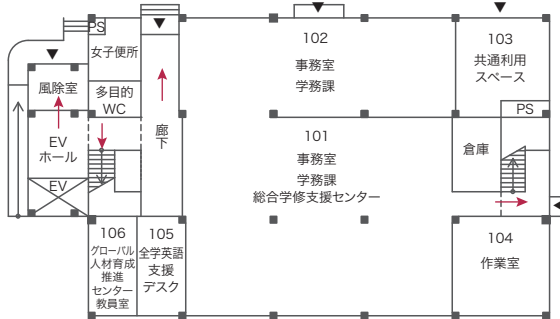 PS
女子便所
風除室
多目的
WC
EV
ホール
EV
廊下
102
事務室
学務課
103
共通利用
スペース
PS
101
事務室
学務課
総合学修支援センター
倉庫
106
グローバル
人材育成
推進
センター
教員室
105
全学英語
支援
デスク
104
作業室